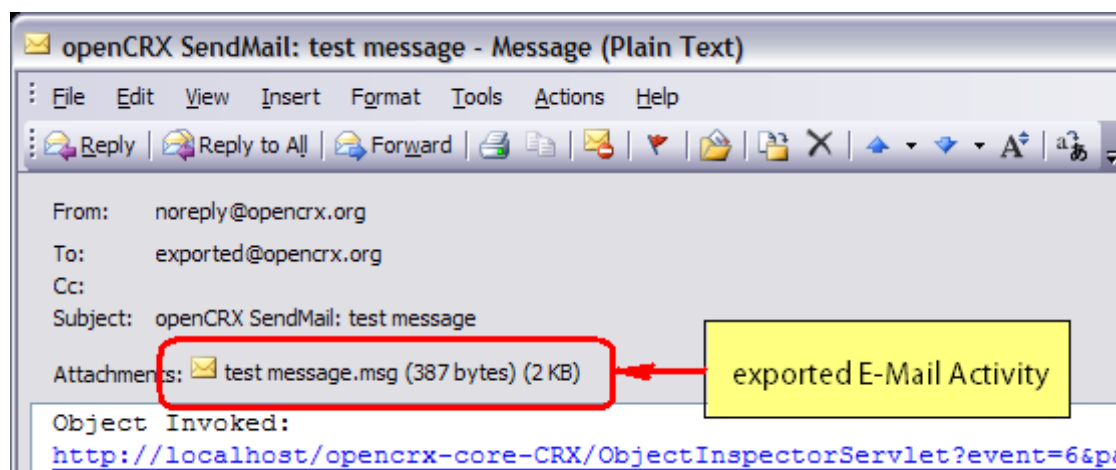 openCRX SendMail: test message - Message (Plain Text)
File Edit View Insert Format Tools Actions Help
Reply Reply to All Forward
From: noreply@opencrx.org
To: exported@opencrx.org
Cc:
Subject: openCRX SendMail: test message
Attachments: test message.msg (387 bytes) (2 KB)
exported E-Mail Activity
Object Invoked:
http://localhost/opencrx-core-CRX/ObjectInspectorServlet?event=6&pa